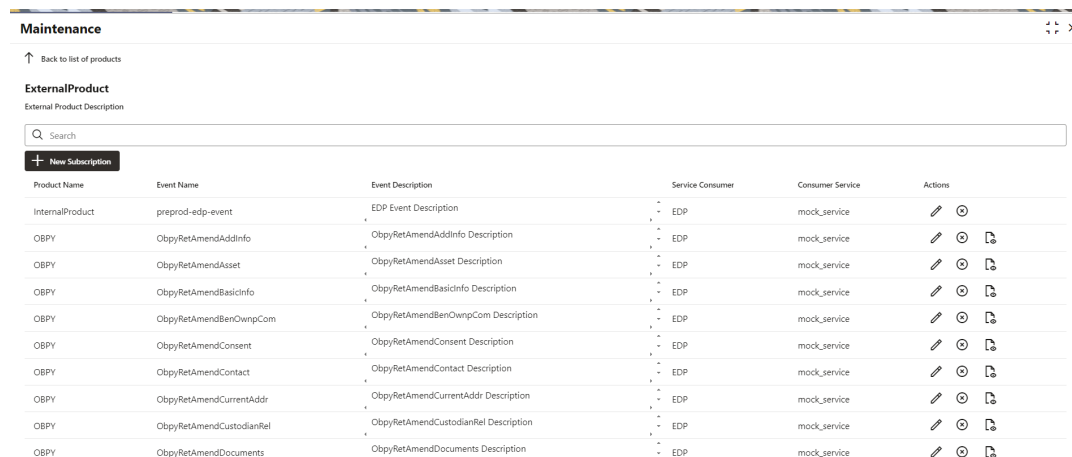 Maintenance
Back to list of products
ExternalProduct
External Product Description
Search
New Subscription
Product Name Event Name Event Description Service Consumer Consumer Service Actions
InternalProduct preprod-edp-event EDP Event Description EDP mock_service
OBPY ObpyRetAmendAddInfo ObpyRetAmendAddInfo Description EDP mock_service
OBPY ObpyRetAmendAsset ObpyRetAmendAsset Description EDP mock_service
OBPY ObpyRetAmendBasicInfo ObpyRetAmendBasicInfo Description EDP mock_service
OBPY ObpyRetAmendBenOwnpCom ObpyRetAmendBenOwnpCom Description EDP mock_service
OBPY ObpyRetAmendConsent ObpyRetAmendConsent Description EDP mock_service
OBPY ObpyRetAmendContact ObpyRetAmendContact Description EDP mock_service
OBPY ObpyRetAmendCurrentAddr ObpyRetAmendCurrentAddr Description EDP mock_service
OBPY ObpyRetAmendCustodianRel ObpyRetAmendCustodianRel Description EDP mock_service
OBPY ObpyRetAmendDocuments ObpyRetAmendDocuments Description EDP mock_service